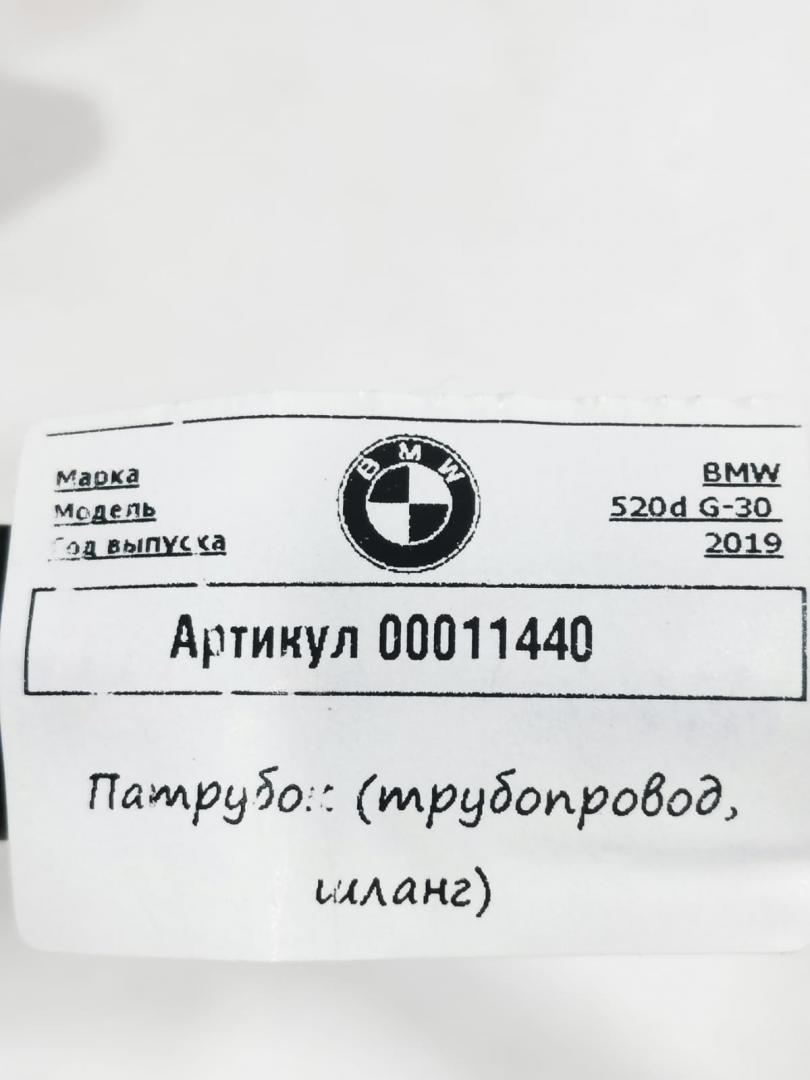 Марка BMW BMW
Модель 520d G-30
Год выпуска 2019
Артикул 00011440
Патрубок (трубопровод,
шланг)